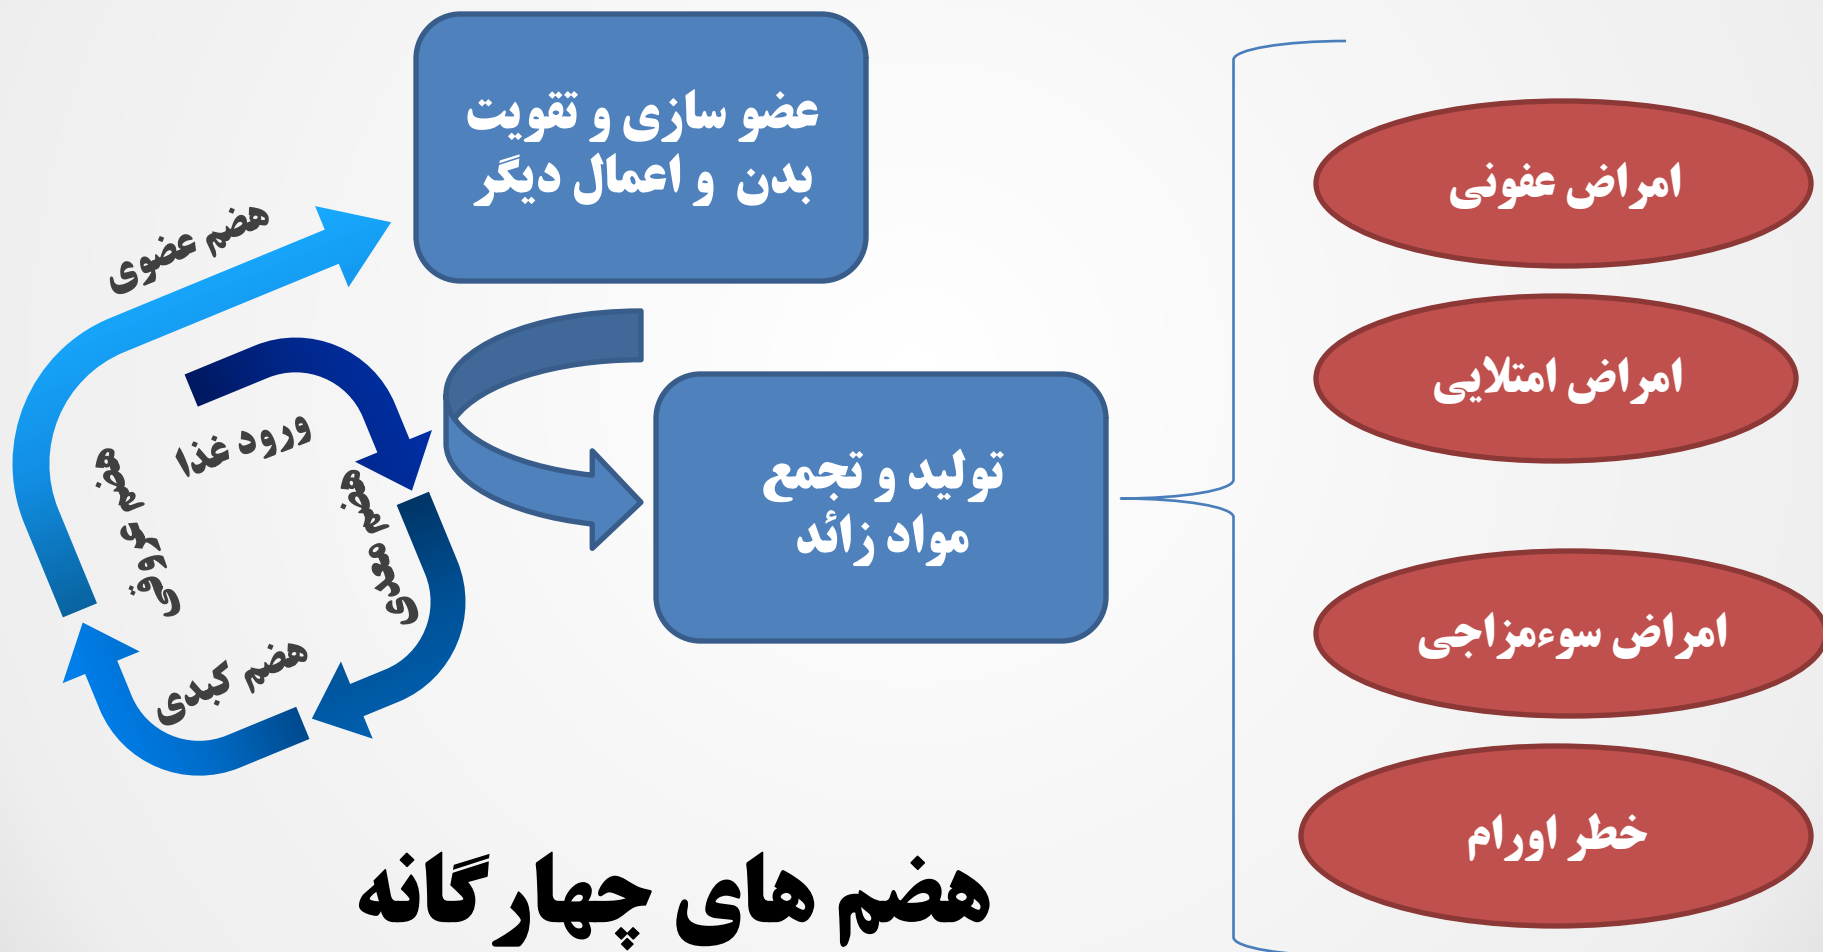 عضو سازی و تقویت
بدن و اعمال دیگر
هضم عضوی
ورود غذا
هضم معدی
هضم کبدی
هضم عروقی
تولید و تجمع
مواد زائد
امراض عفونی
امراض امتلایی
امراض سوءمزاجی
خطر اورام
هضم های چهارگانه